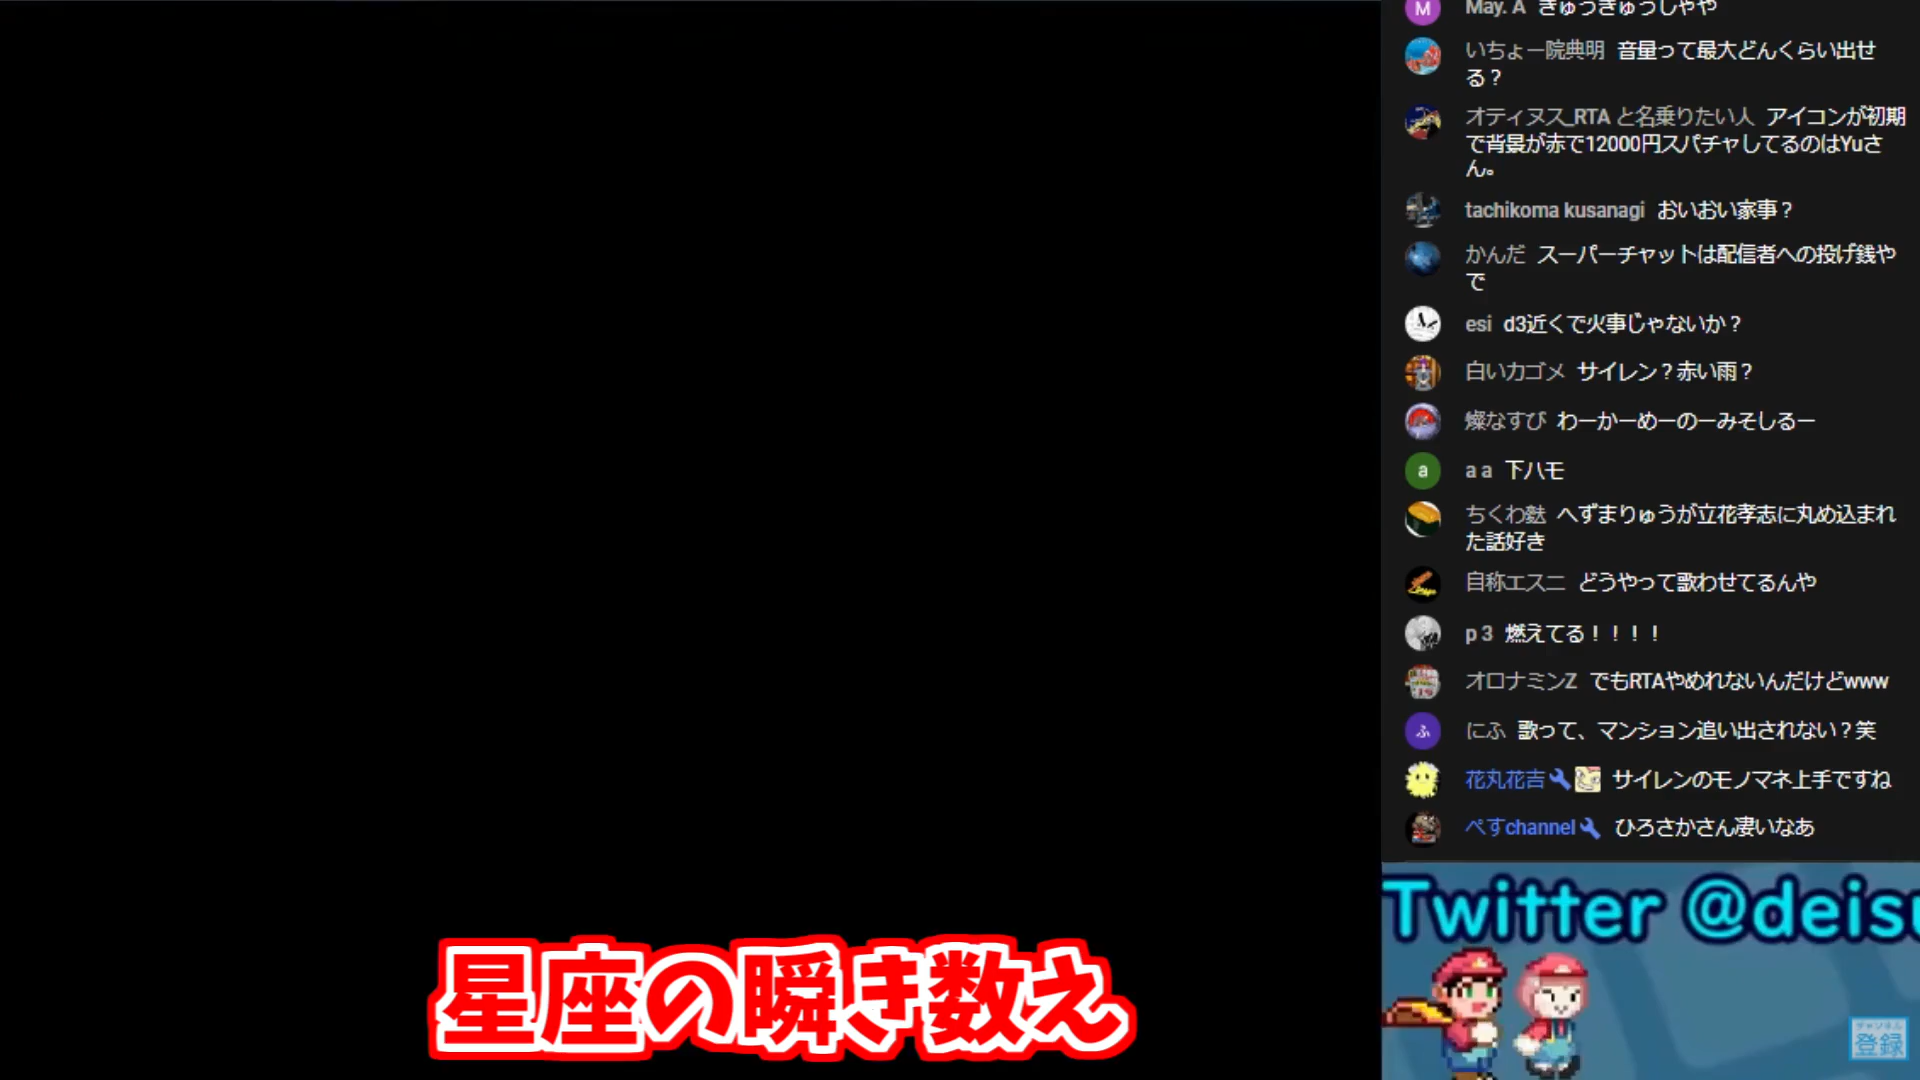 M May. A きゅうきゅうしゃや
いちょー院典明 音量って最大どんくらい出せ
る？
オティヌス_RTA と名乗りたい人 アイコンが初期
で背景が赤で12000円スパチャしてるのはYuさ
ん。
tachikoma kusanagi おいおい家事？
かんだ スーパーチャットは配信者への投げ銭や
で
esi d3近くで火事じゃないか？
白いカゴメ サイレン？赤い雨？
燦なすび わーかーめーのーみそしるー
a a a 下ハモ
ちくわ麩 へずまりゅうが立花孝志に丸め込まれ
た話好き
自称エスニ どうやって歌わせてるんや
p 3 燃えてる！！！！
オロナミンZ でもRTAやめれないんだけどwww
ふ にふ 歌って、マンション追い出されない？笑
花丸花吉 サイレンのモノマネ上手ですね
ぺすchannel ひろさかさん凄いなあ
Twitter @deisu
星座の瞬き数え
チャンネル
登録